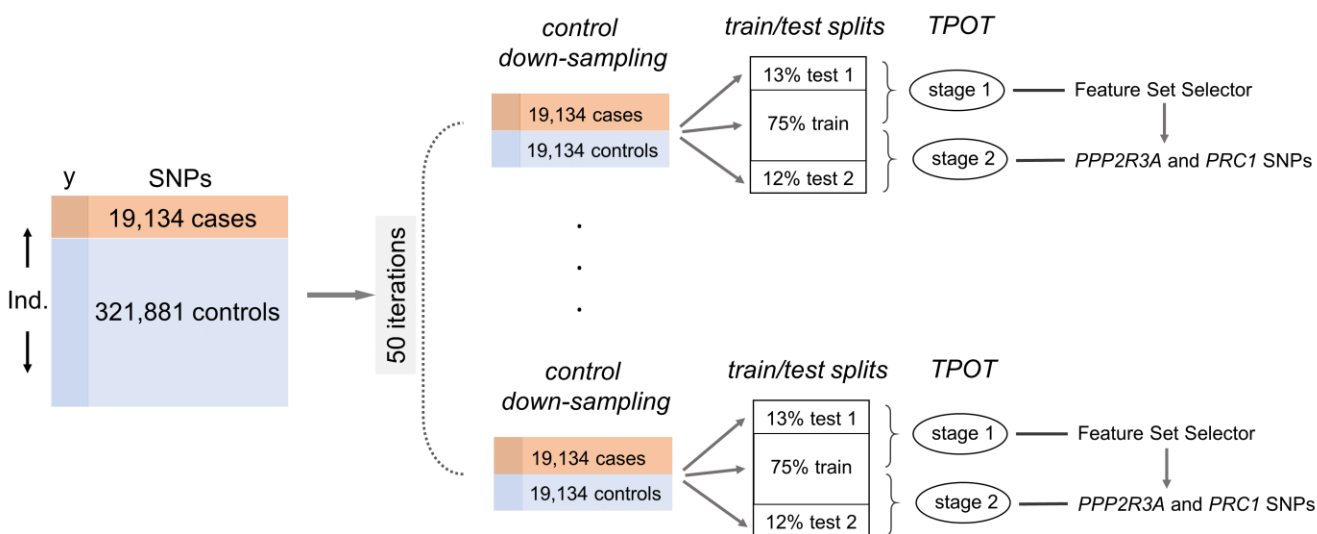 y
SNPs
19,134 cases
Ind.
321,881 controls
50 iterations
control
down-sampling
19,134 cases
19,134 controls
train/test splits
13% test 1
75% train
12% test 2
TPOT
stage 1
Feature Set Selector
stage 2
PPP2R3A and PRC1 SNPs
control
down-sampling
19,134 cases
19,134 controls
train/test splits
13% test 1
75% train
12% test 2
TPOT
stage 1
Feature Set Selector
stage 2
PPP2R3A and PRC1 SNPs